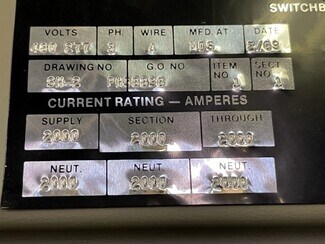 SWITCHB
VOLTS PH WIRE MFD. AT DATE
480 277 3 4 2/89
DRAWING NO G.O NO ITEM NO. SECT NO.
CURRENT RATING — AMPERES
SUPPLY SECTION THROUGH
2000 2000 2000
NEUT. NEUT NEUT.
2000 2000 2000